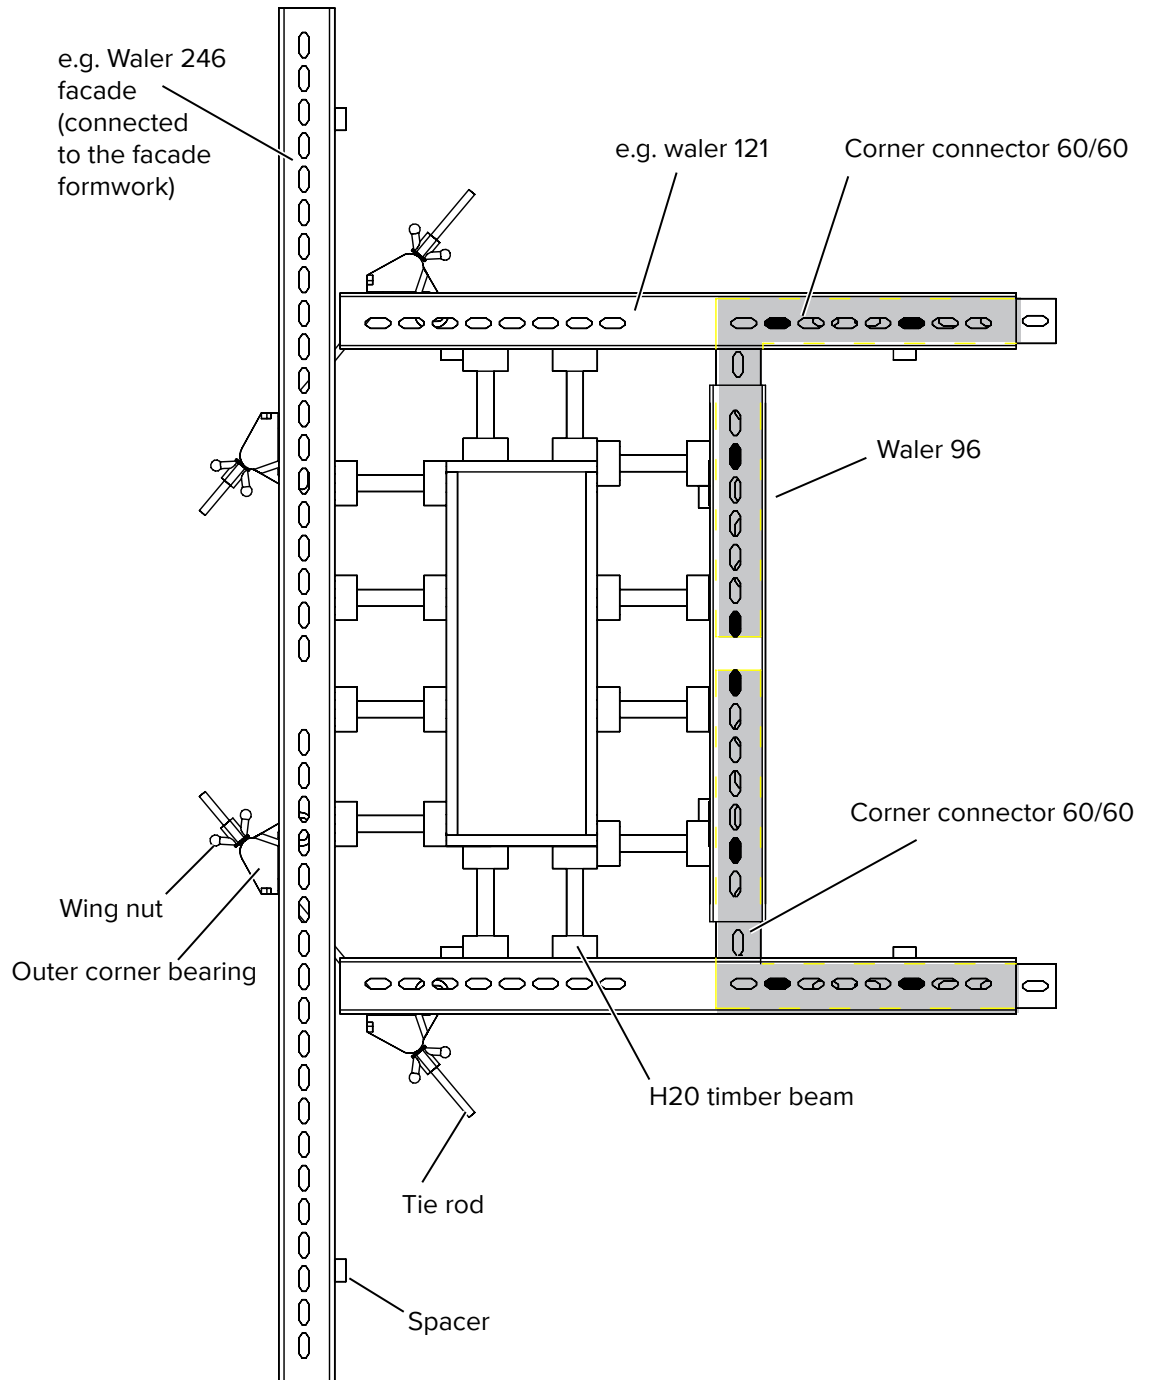 e.g. Waler 246
facade
(connected
to the facade
formwork)
e.g. waler 121
Corner connector 60/60
Waler 96
Corner connector 60/60
Wing nut
Outer corner bearing
H20 timber beam
Tie rod
Spacer